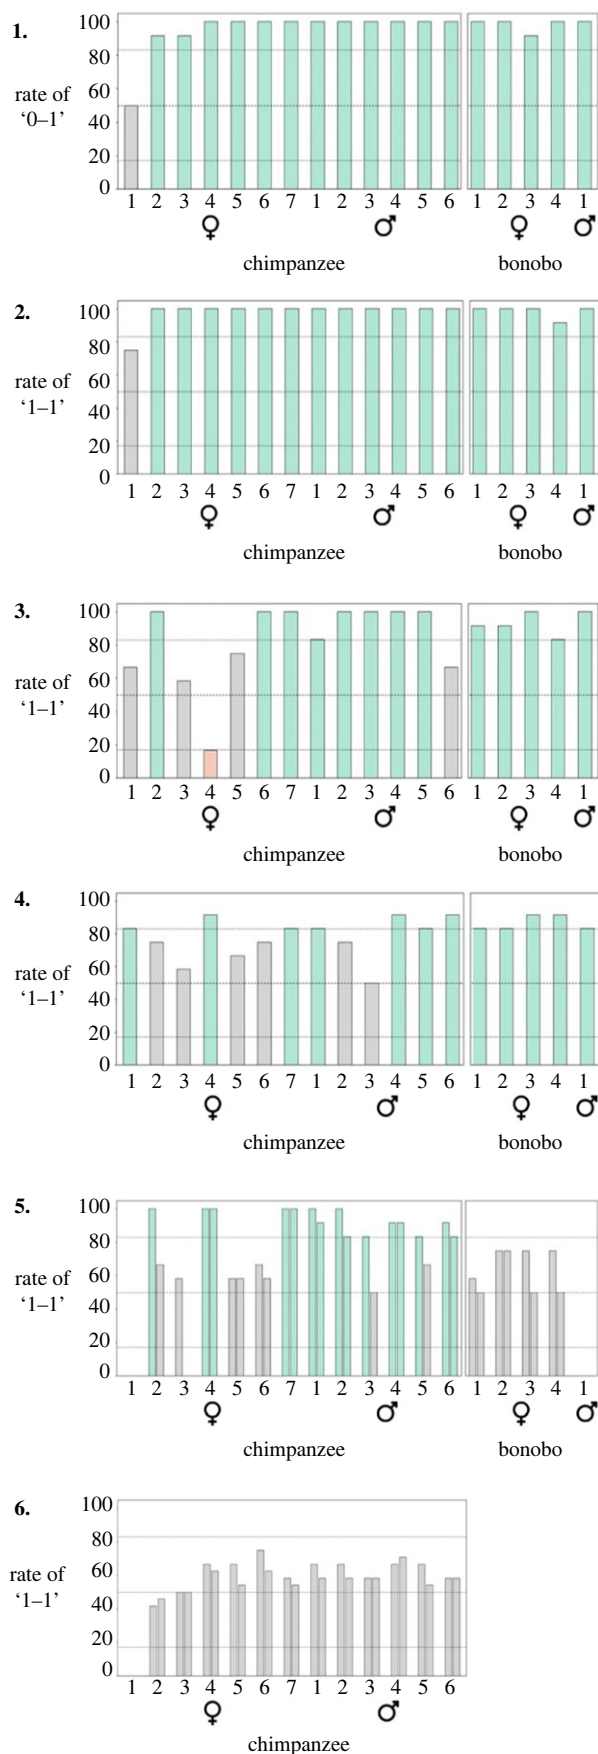 1.
rate of
‘0–1’
100
80
60
40
20
0
1 2 3 4 5 6 7 1 2 3 4 5 6 1 2 3 4 1
♀ ♂ ♀ ♂
chimpanzee bonobo
2.
rate of
‘1–1’
100
80
60
40
20
0
1 2 3 4 5 6 7 1 2 3 4 5 6 1 2 3 4 1
♀ ♂ ♀ ♂
chimpanzee bonobo
3.
rate of
‘1–1’
100
80
60
40
20
0
1 2 3 4 5 6 7 1 2 3 4 5 6 1 2 3 4 1
♀ ♂ ♀ ♂
chimpanzee bonobo
4.
rate of
‘1–1’
100
80
60
40
20
0
1 2 3 4 5 6 7 1 2 3 4 5 6 1 2 3 4 1
♀ ♂ ♀ ♂
chimpanzee bonobo
5.
rate of
‘1–1’
100
80
60
40
20
0
1 2 3 4 5 6 7 1 2 3 4 5 6 1 2 3 4 1
♀ ♂ ♀ ♂
chimpanzee bonobo
6.
rate of
‘1–1’
100
80
60
40
20
0
1 2 3 4 5 6 7 1 2 3 4 5 6
♀ ♂
chimpanzee